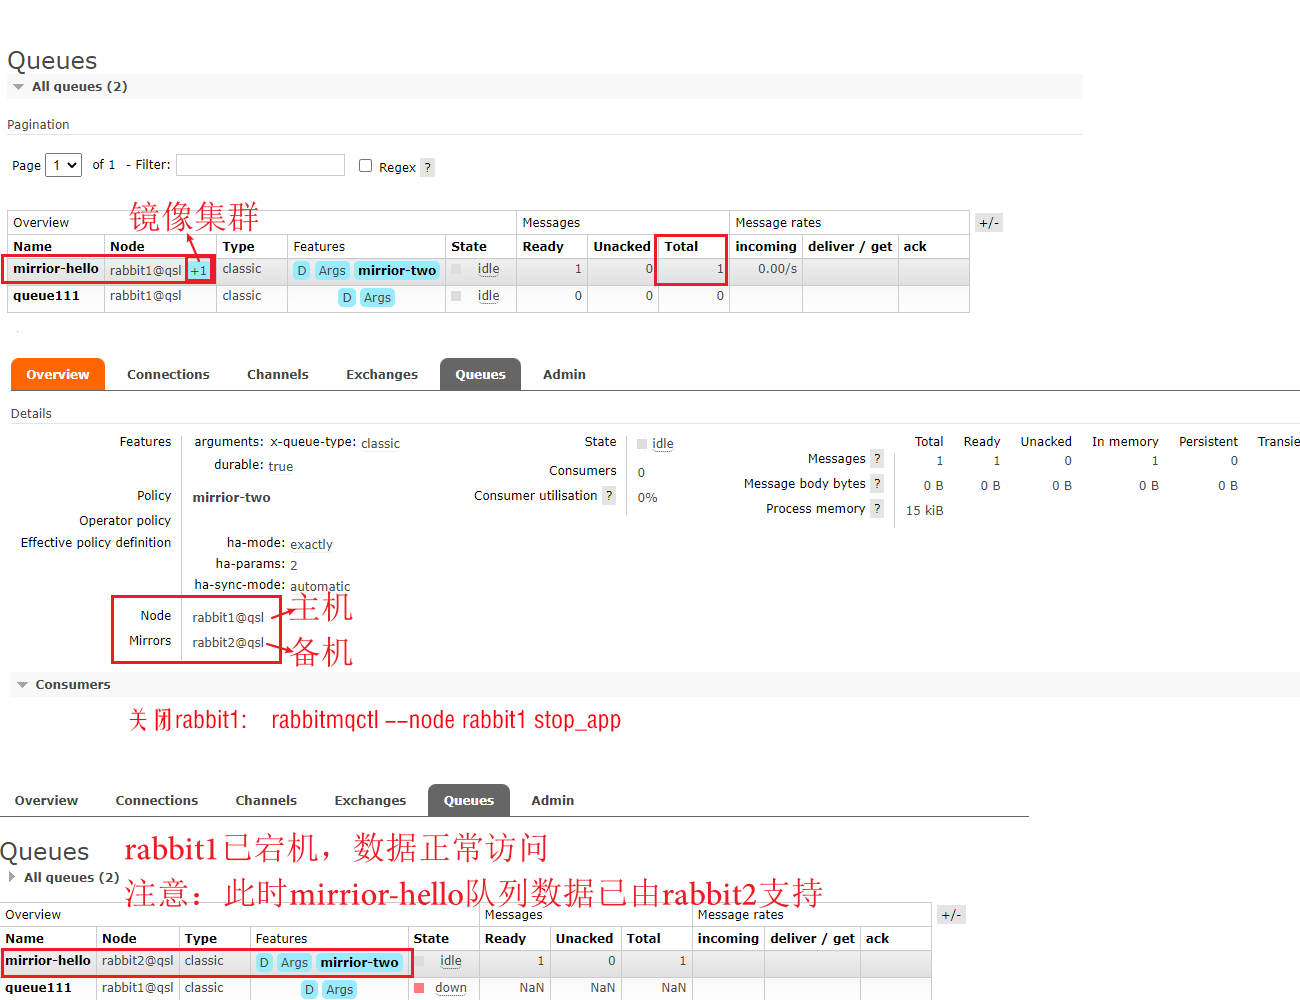 Queues
All queues (2)
Pagination
Page 1 of 1 - Filter: Regex ?
镜像集群
Overview Messages Message rates +/-
Name Node Type Features State Ready Unacked Total incoming deliver / get ack
mirrior-hello rabbit1@qsl +1 classic D Args mirrior-two idle 1 0 1 0.00/s
queue111 rabbit1@qsl classic D Args idle 0 0 0
Overview Connections Channels Exchanges Queues Admin
Details
Features arguments: x-queue-type: classic State idle Total Ready Unacked In memory Persistent Transie
durable: true Consumers 0 Messages ? 1 1 0 1 0
Policy mirrior-two Consumer utilisation ? 0% Message body bytes ? 0 B 0 B 0 B 0 B 0 B
Operator policy Process memory ? 15 kiB
Effective policy definition ha-mode: exactly
ha-params: 2
ha-sync-mode: automatic
Node rabbit1@qsl 主机
Mirrors rabbit2@qsl 备机
Consumers
关闭rabbit1: rabbitmqctl --node rabbit1 stop_app
Overview Connections Channels Exchanges Queues Admin
Queues rabbit1已宕机，数据正常访问
All queues (2) 注意：此时mirrior-hello队列数据已由rabbit2支持
Overview Messages Message rates +/-
Name Node Type Features State Ready Unacked Total incoming deliver / get ack
mirrior-hello rabbit2@qsl classic D Args mirrior-two idle 1 0 1
queue111 rabbit1@qsl classic D Args down NaN NaN NaN